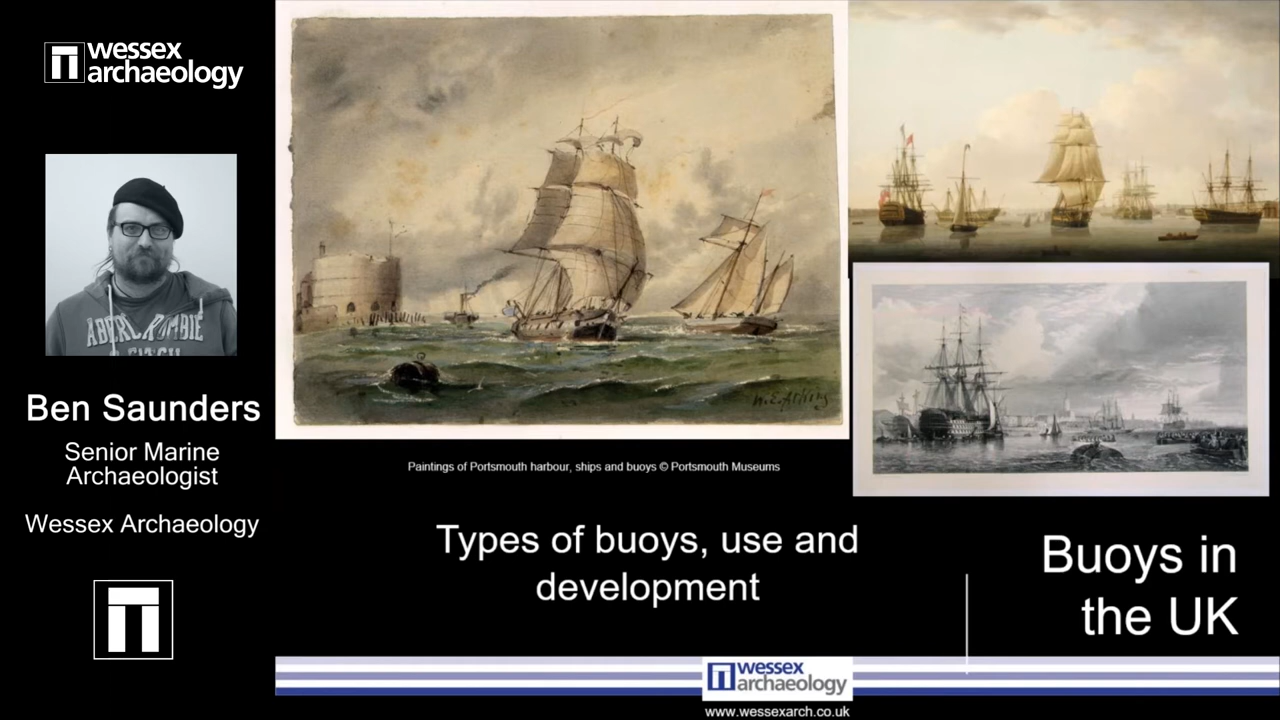 wessex
archaeology
ABERCROMBIE
Ben Saunders
Senior Marine
Archaeologist
Wessex Archaeology
Paintings of Portsmouth harbour, ships and buoys © Portsmouth Museums
Types of buoys, use and
development
Buoys in
the UK
wessex
archaeology
www.wessexarch.co.uk